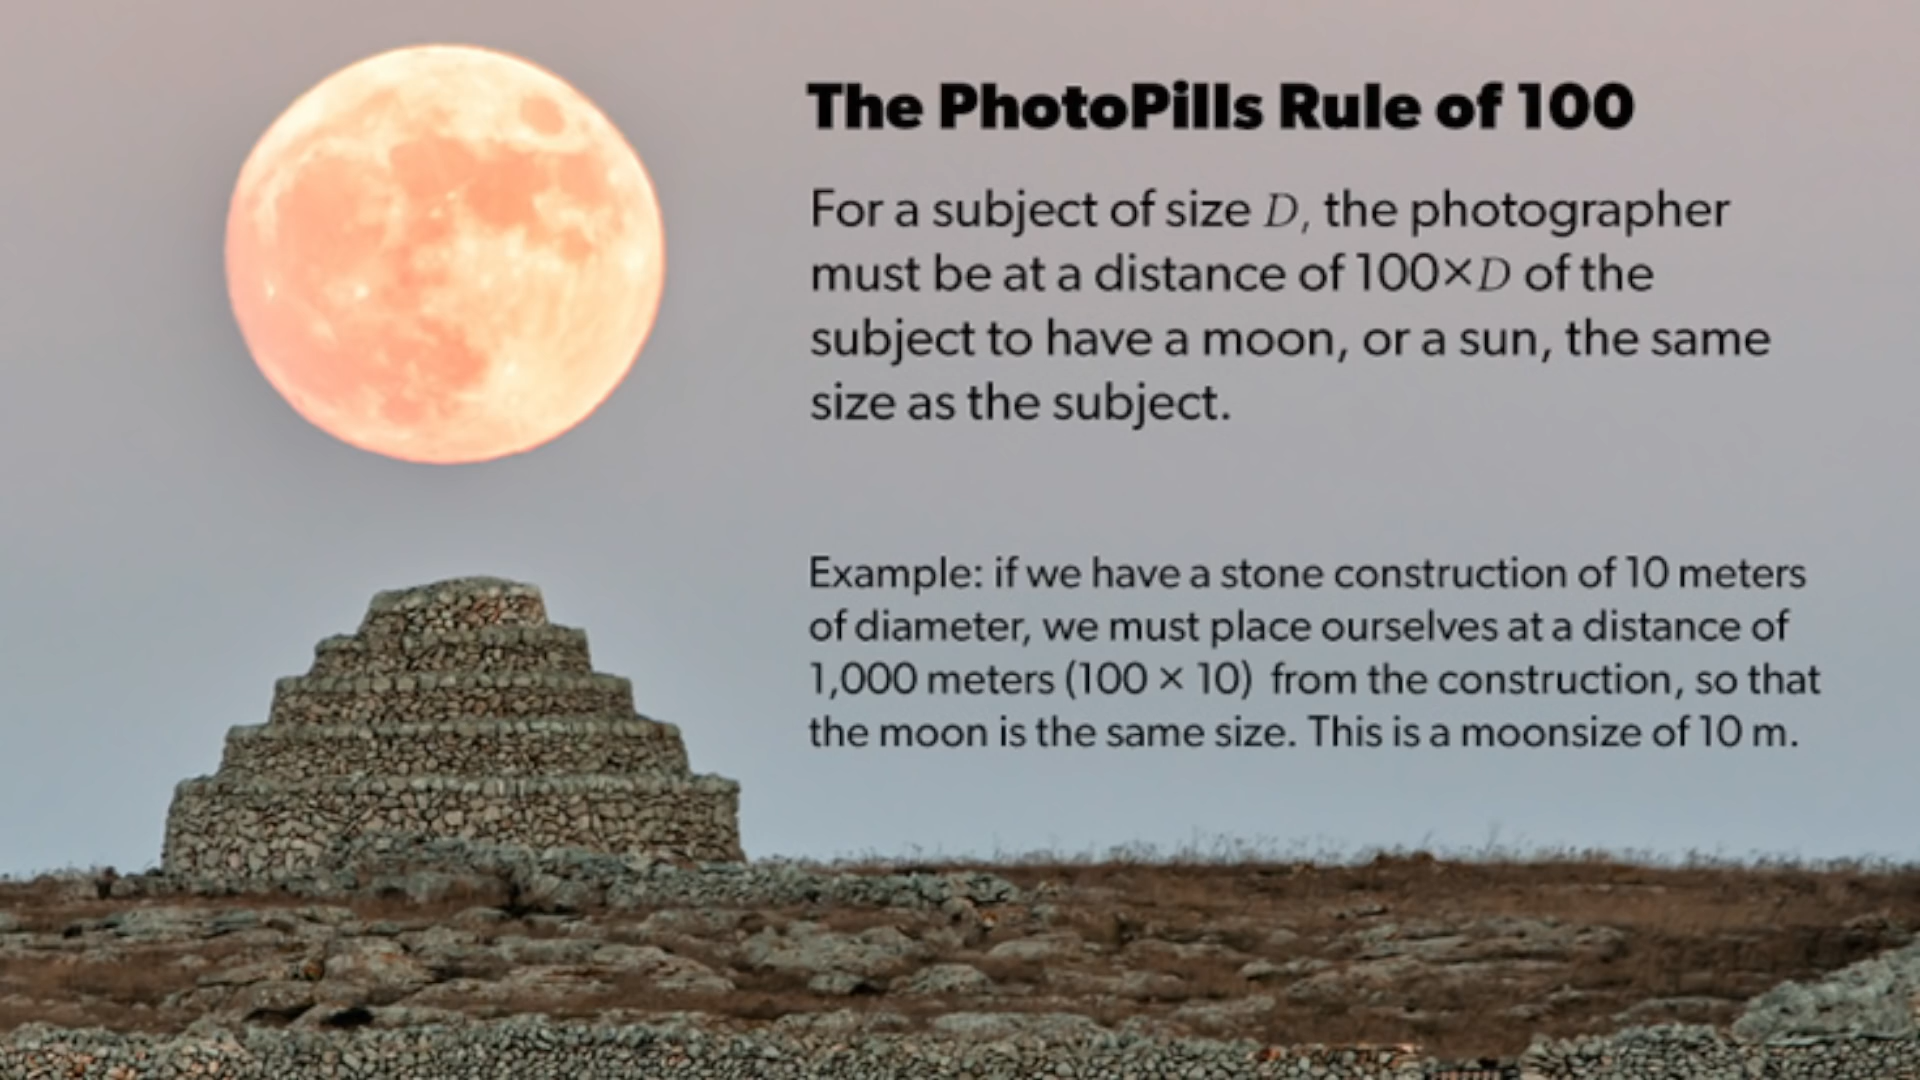 The PhotoPills Rule of 100
For a subject of size D, the photographer
must be at a distance of 100×D of the
subject to have a moon, or a sun, the same
size as the subject.
Example: if we have a stone construction of 10 meters
of diameter, we must place ourselves at a distance of
1,000 meters (100 × 10) from the construction, so that
the moon is the same size. This is a moonsize of 10 m.